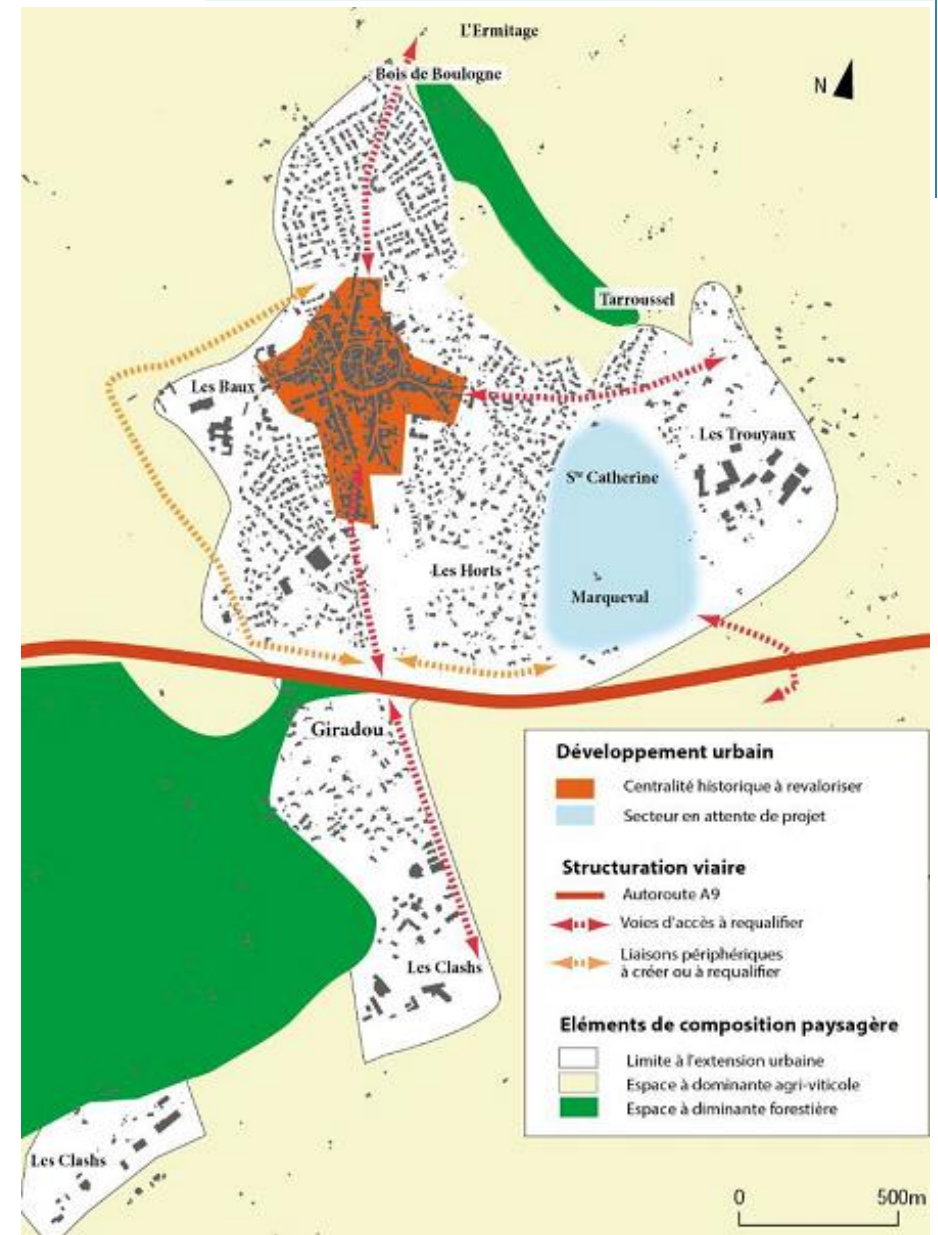 L'Ermitage
Bois de Boulogne
N
Tarroussel
Les Baux
Les Trouyaux
Ste Catherine
Les Horts
Marqueval
Giradou
Les Clashs
Les Clashs
Développement urbain
Centralité historique à revaloriser
Secteur en attente de projet
Structuration viaire
Autoroute A9
Voies d'accès à requalifier
Liaisons périphériques
à créer ou à requalifier
Eléments de composition paysagère
Limite à l'extension urbaine
Espace à dominante agri-viticole
Espace à diminante forestière
0 500m